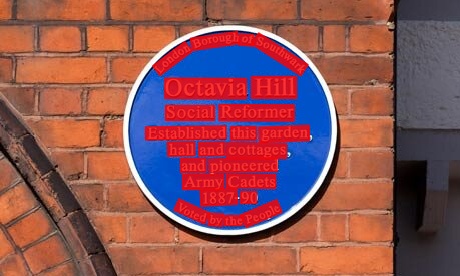 London Borough of Southwark
Octavia Hill
Social Reformer
Established this garden,
hall and cottages,
and pioneered
Army Cadets
1887-90
Voted by the People